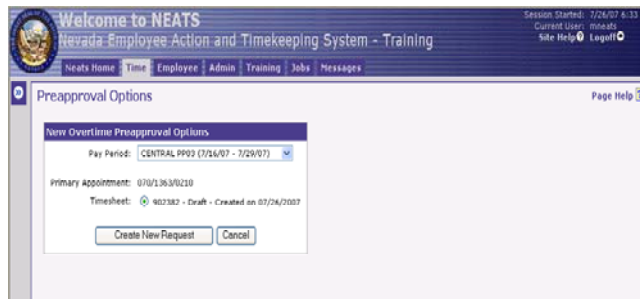 Welcome to NEATS
Nevada Employee Action and Timekeeping System - Training
Session Started: 7/26/07 6:33
Current User: mneats
Site Help Logoff
Neats Home Time Employee Admin Training Jobs Messages
Preapproval Options
Page Help
New Overtime Preapproval Options
Pay Period: CENTRAL PP03 (7/16/07 - 7/29/07)
Primary Appointment: 070/1363/0210
Timesheet: 902382 - Draft - Created on 07/26/2007
Create New Request Cancel